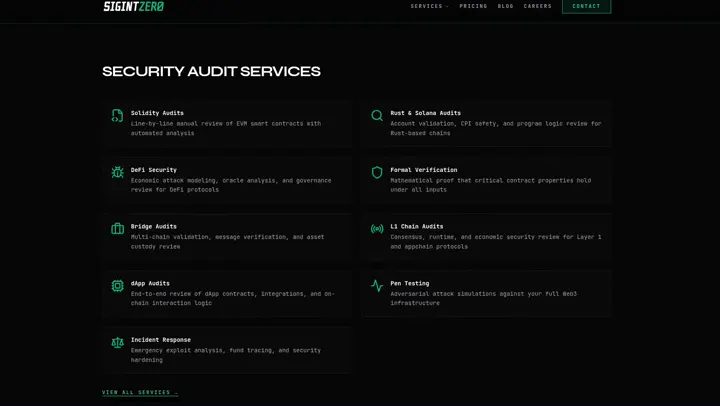 SIGINTZERØ
SERVICES
PRICING
BLOG
CAREERS
CONTACT
SECURITY AUDIT SERVICES
Solidity Audits
Line-by-line manual review of EVM smart contracts with
automated analysis
Rust & Solana Audits
Account validation, CPI safety, and program logic review for
Rust-based chains
DeFi Security
Economic attack modeling, oracle analysis, and governance
review for DeFi protocols
Formal Verification
Mathematical proof that critical contract properties hold
under all inputs
Bridge Audits
Multi-chain validation, message verification, and asset
custody review
L1 Chain Audits
Consensus, runtime, and economic security review for Layer 1
and appchain protocols
dApp Audits
End-to-end review of dApp contracts, integrations, and on-
chain interaction logic
Pen Testing
Adversarial attack simulations against your full Web3
infrastructure
Incident Response
Emergency exploit analysis, fund tracing, and security
hardening
VIEW ALL SERVICES →